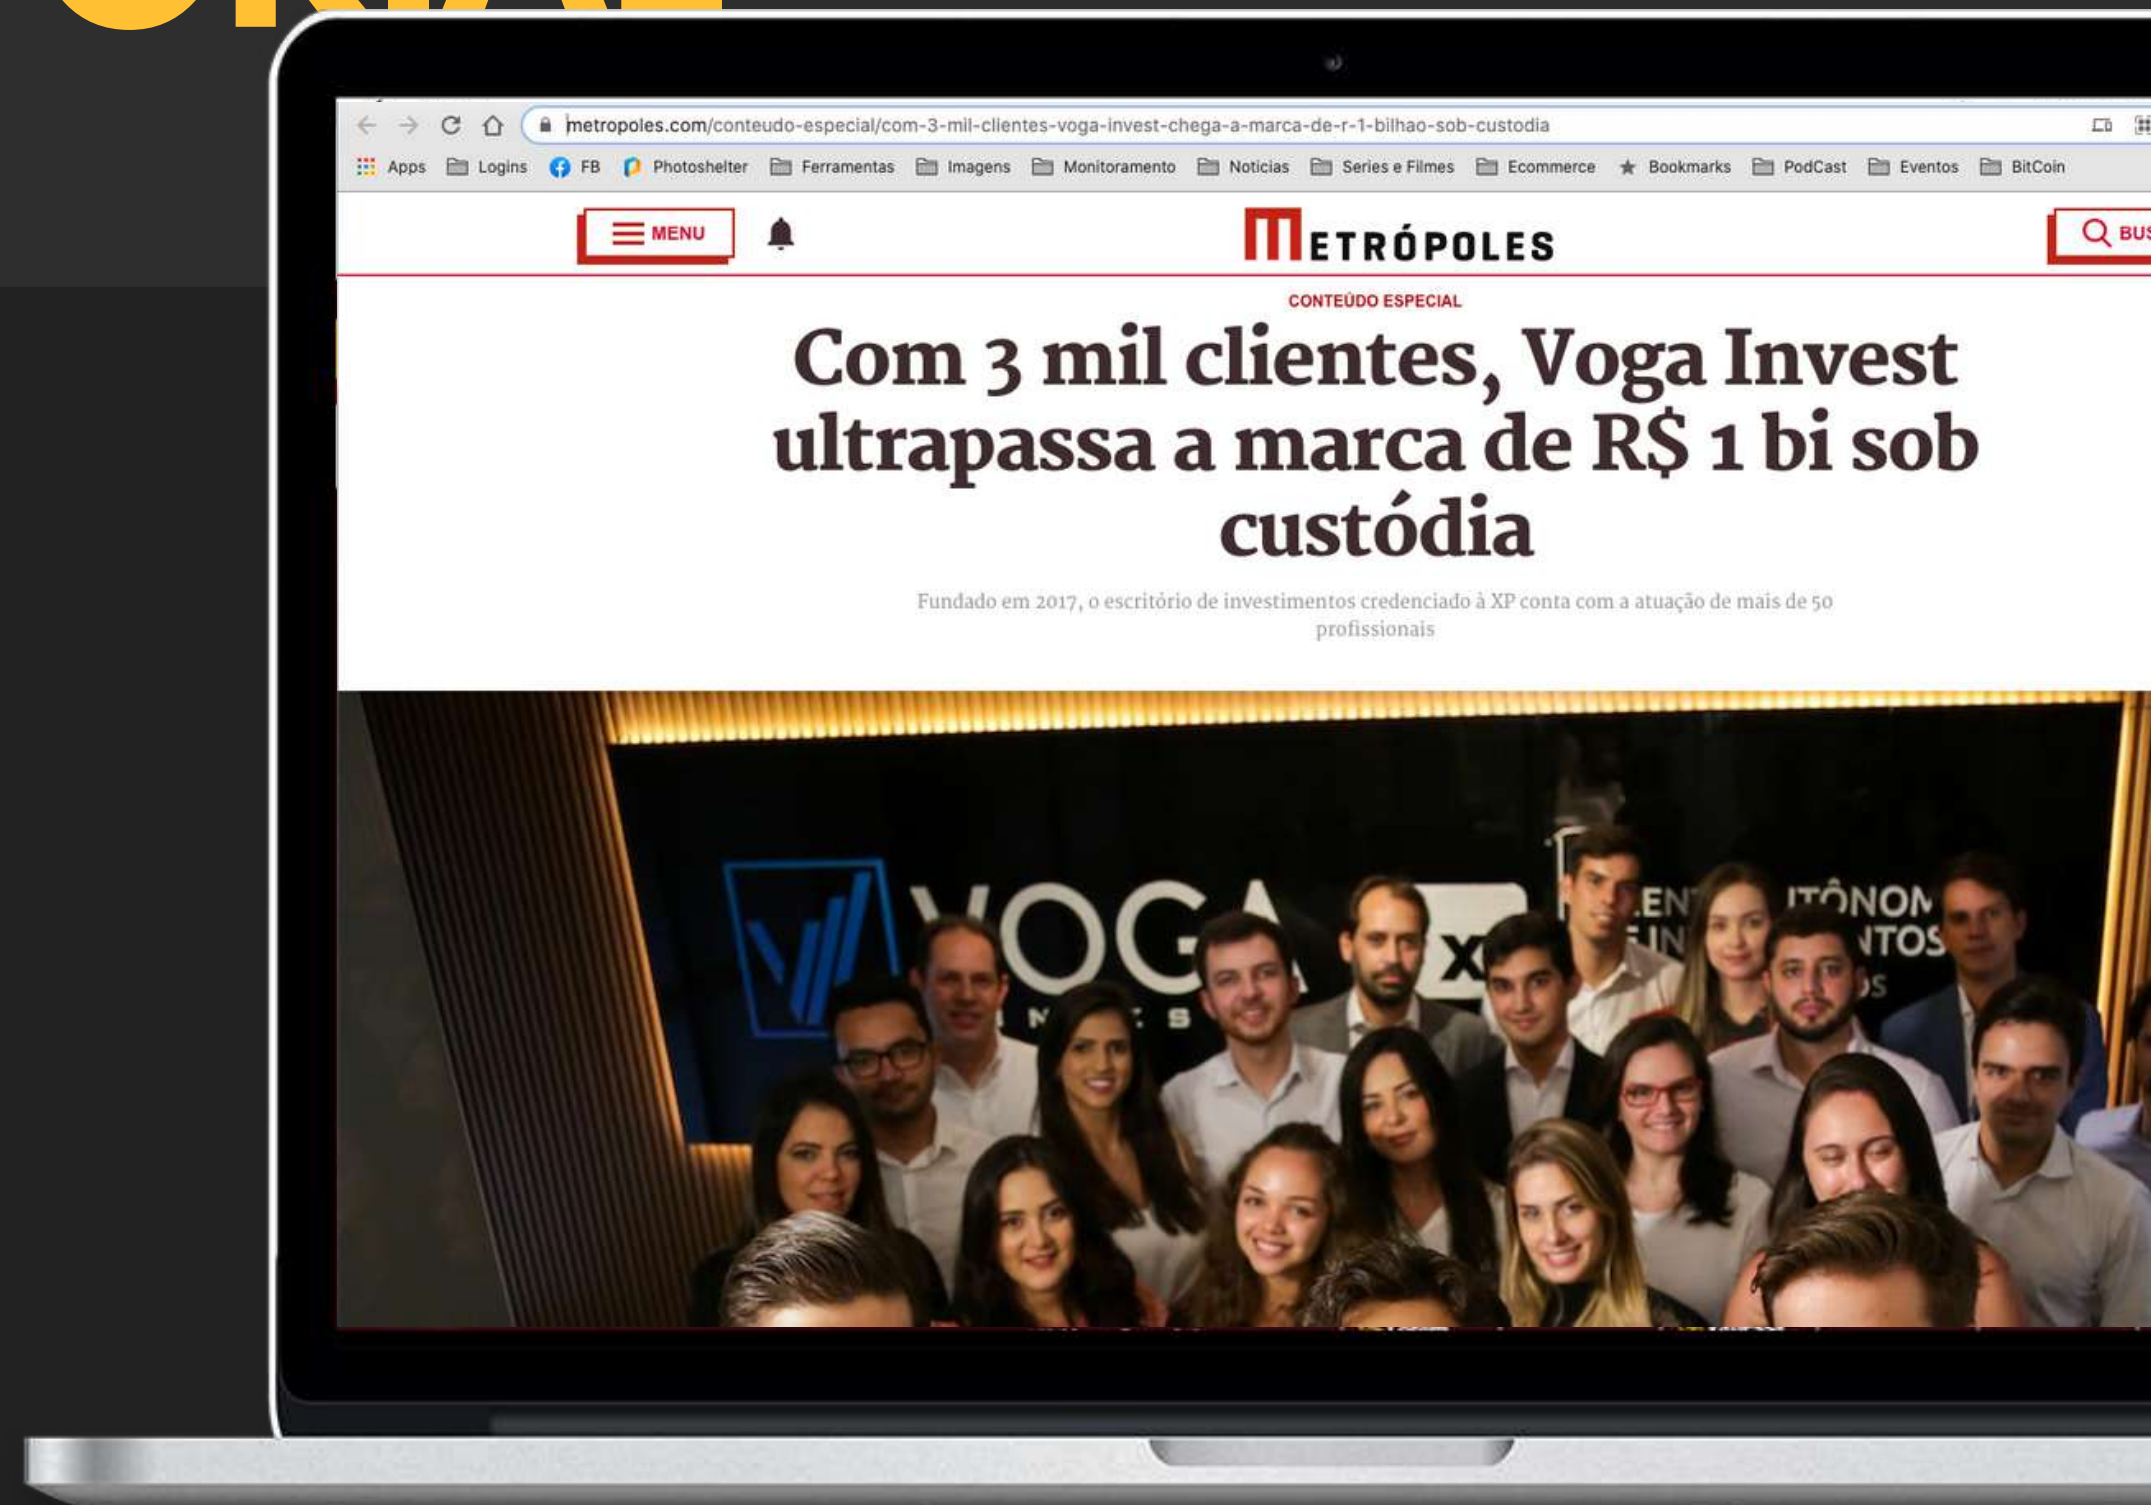 metropoles.com/conteudo-especial/com-3-mil-clientes-voga-invest-chega-a-marca-de-r-1-bilhao-sob-custodia
Apps Logins FB Photoshelter Ferramentas Imagens Monitoramento Noticias Series e Filmes Ecommerce Bookmarks PodCast Eventos BitCoin
MENU
METRÓPOLES
CONTEÚDO ESPECIAL
Com 3 mil clientes, Voga Invest
ultrapassa a marca de R$ 1 bi sob
custódia
Fundado em 2017, o escritório de investimentos credenciado à XP conta com a atuação de mais de 50
profissionais
VOGA